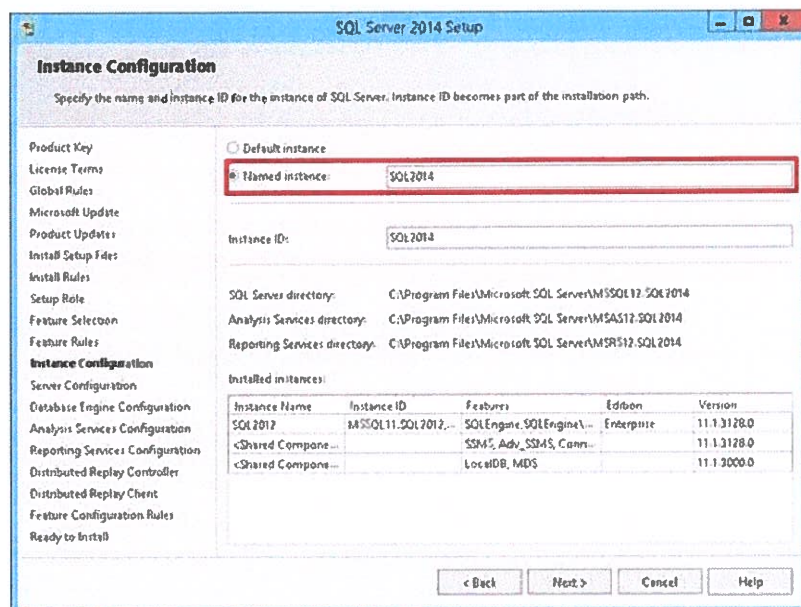 SQL Server 2014 Setup
Instance Configuration
Specify the name and instance ID for the instance of SQL Server. Instance ID becomes part of the installation path.
Product Key
License Terms
Global Rules
Microsoft Update
Product Updates
Install Setup Files
Install Rules
Setup Role
Feature Selection
Feature Rules
Instance Configuration
Server Configuration
Database Engine Configuration
Analysis Services Configuration
Reporting Services Configuration
Distributed Replay Controller
Distributed Replay Client
Feature Configuration Rules
Ready to Install
Default instance
Named instance: SQL2014
Instance ID: SQL2014
SQL Server directory: C:\Program Files\Microsoft SQL Server\MSSQL12.SQL2014
Analysis Services directory: C:\Program Files\Microsoft SQL Server\MSAS12.SQL2014
Reporting Services directory: C:\Program Files\Microsoft SQL Server\MSRS12.SQL2014
Installed instances:
Instance Name Instance ID Features Edition Version
SQL2012 MSSQL11.SQL2012,... SQLEngine,SQLEngine\... Enterprise 11.1.3128.0
<Shared Compone... SSMS, Adv_SSMS, Conn... 11.1.3128.0
<Shared Compone... LocalDB, MDS 11.1.3000.0
< Back Next > Cancel Help